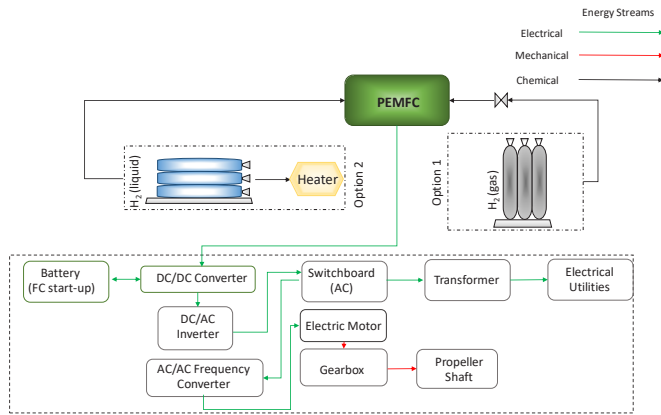 Energy Streams
Electrical
Mechanical
Chemical
PEMFC
H2 (liquid)
Heater
Option 2
Option 1
H2 (gas)
Battery
(FC start-up)
DC/DC Converter
Switchboard
(AC)
Transformer
Electrical
Utilities
DC/AC
Inverter
Electric Motor
AC/AC Frequency
Converter
Gearbox
Propeller
Shaft